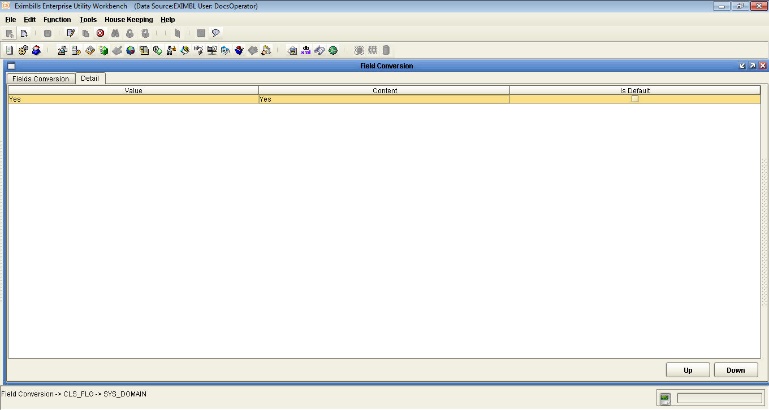 Eximbills Enterprise Utility Workbench (Data Source:EXIMBL User: DocsOperator)
File Edit Function Tools House Keeping Help
Field Conversion
Fields Conversion Detail
Value Content Is Default
Yes Yes
Up Down
Field Conversion -> CLS_FLG -> SYS_DOMAIN